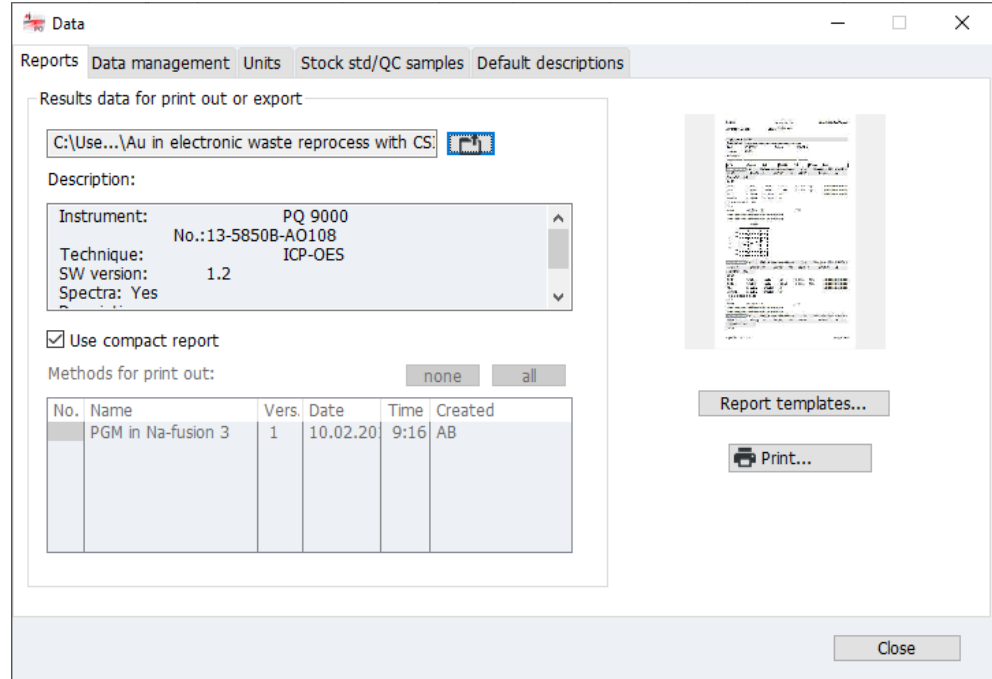 Data
Reports Data management Units Stock std/QC samples Default descriptions
Results data for print out or export
C:\Use...\Au in electronic waste reprocess with CS
Description:
Instrument: PQ 9000
No.:13-5850B-AO108
Technique: ICP-OES
SW version: 1.2
Spectra: Yes
Use compact report
Methods for print out:
none all
No. Name Vers. Date Time Created
PGM in Na-fusion 3 1 10.02.20 9:16 AB
Report templates...
Print...
Close